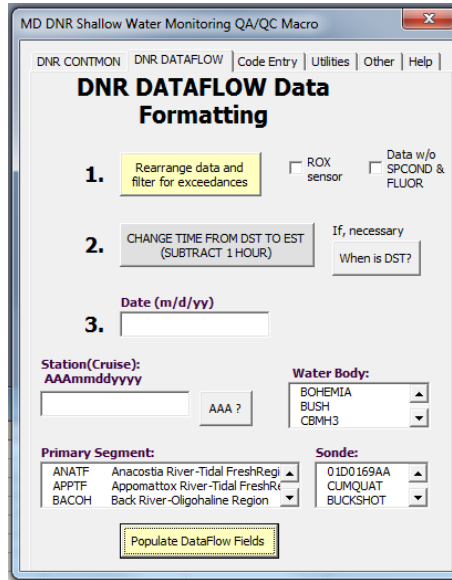 MD DNR Shallow Water Monitoring QA/QC Macro
DNR CONTMON DNR DATAFLOW Code Entry Utilities Other Help
DNR DATAFLOW Data
Formatting
1.
Rearrange data and
filter for exceedances
ROX
sensor
Data w/o
SPCOND &
FLUOR
2.
CHANGE TIME FROM DST TO EST
(SUBTRACT 1 HOUR)
If, necessary
When is DST?
Date (m/d/yy)
3.
Station(Cruise):
AAAmmddyyyy
AAA ?
Water Body:
BOHEMIA
BUSH
CBMH3
Primary Segment:
ANATF Anacostia River-Tidal FreshRegi
APPTF Appomattox River-Tidal FreshRe
BACOH Back River-Oligohaline Region
Sonde:
01D0169AA
CUMQUAT
BUCKSHOT
Populate DataFlow Fields